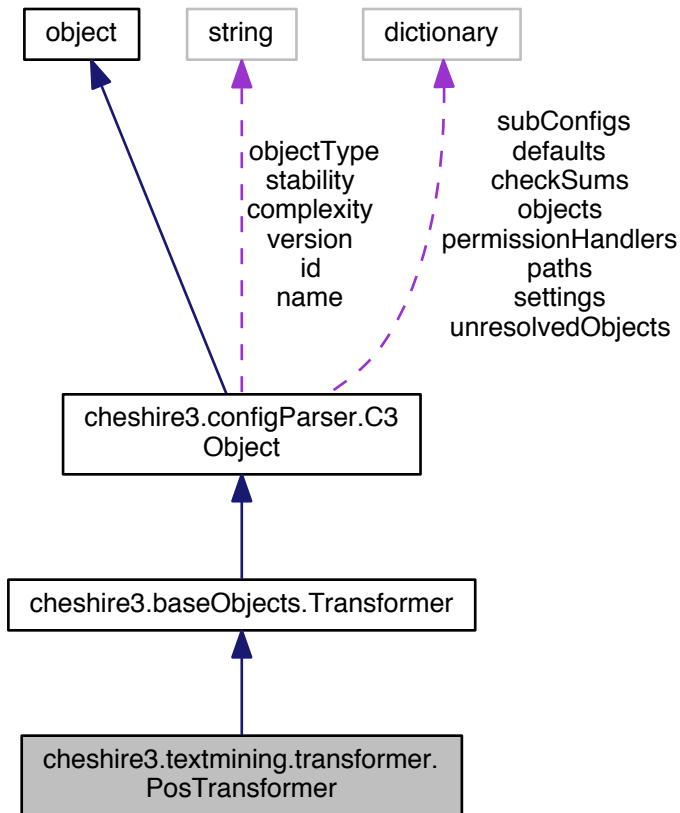 object
string
dictionary
objectType
stability
complexity
version
id
name
subConfigs
defaults
checkSums
objects
permissionHandlers
paths
settings
unresolvedObjects
cheshire3.configParser.C3
Object
cheshire3.baseObjects.Transformer
cheshire3.textmining.transformer.
PosTransformer